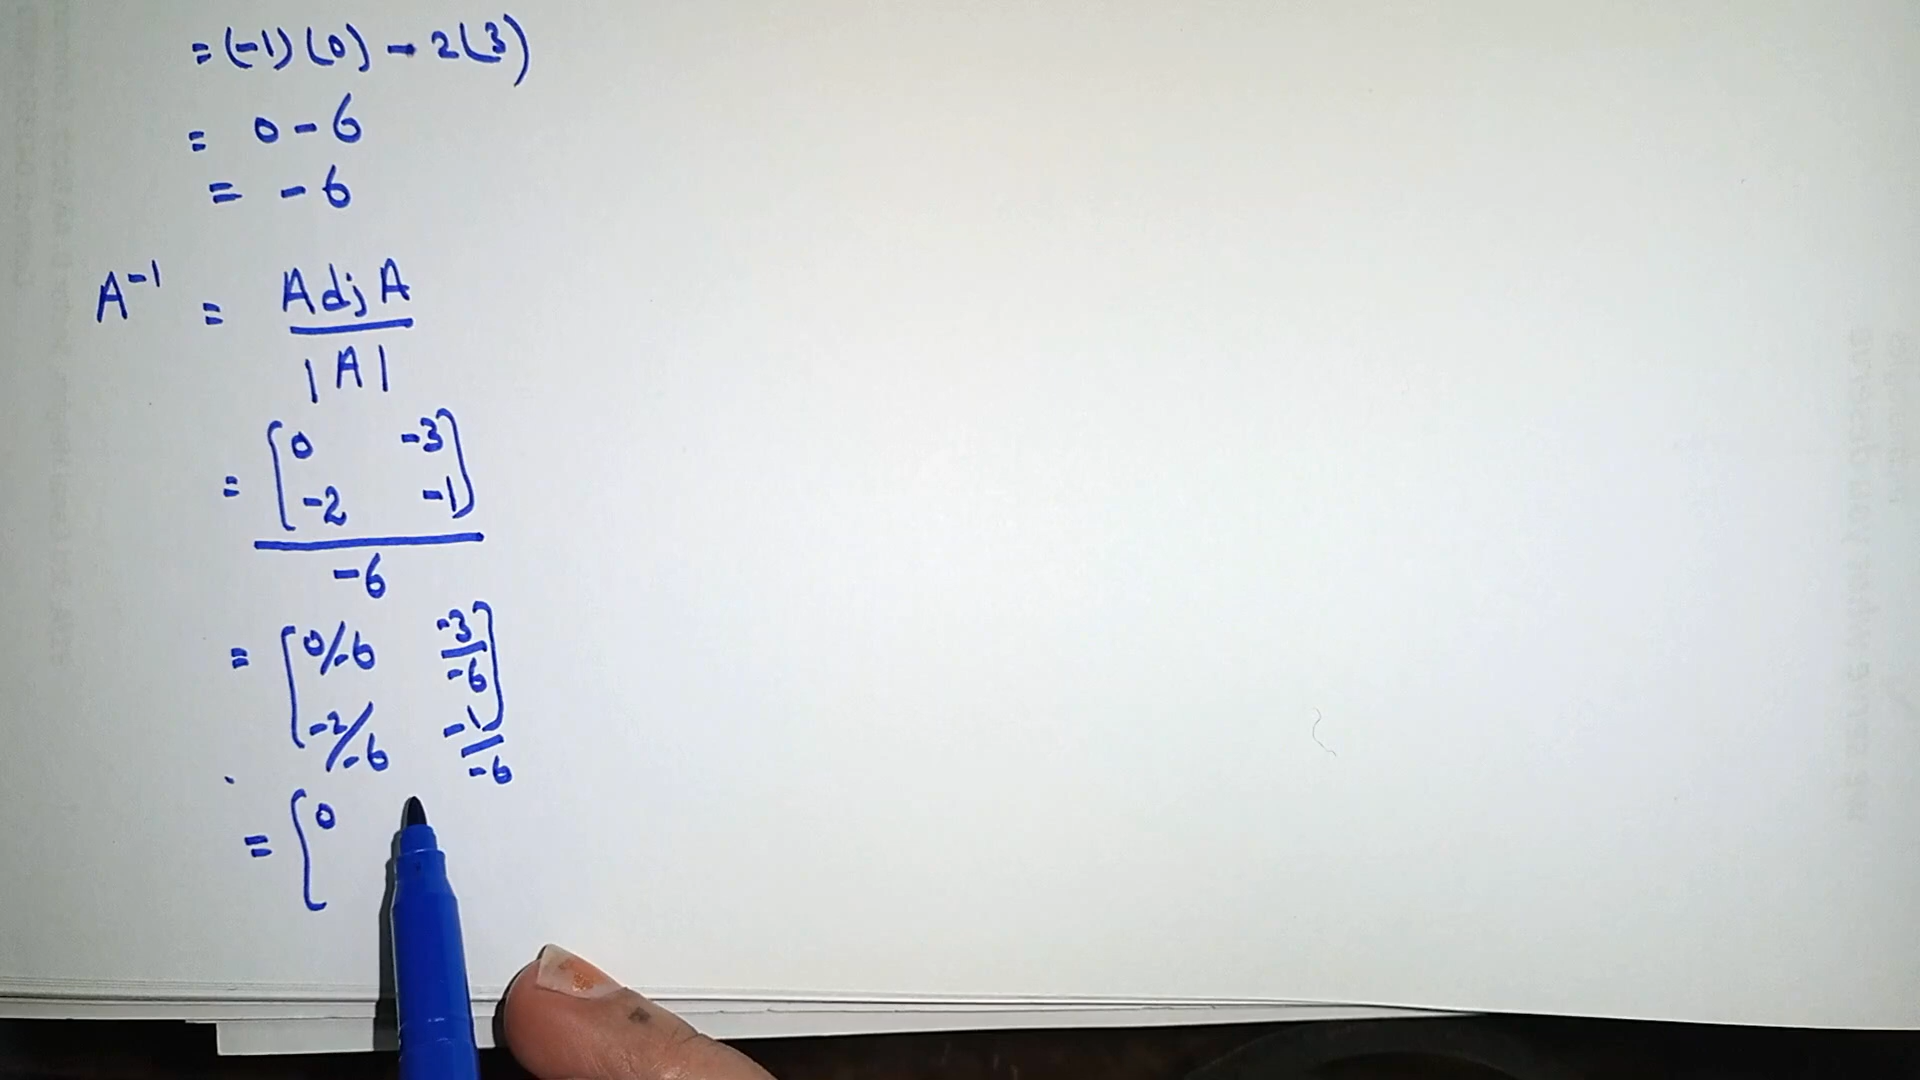 = (-1) (0) - 2(3)
= 0 - 6
= - 6
A⁻¹ = Adj A
|A|
= [0 -3
-2 -1]
-6
= [0/-6 -3/-6
-2/-6 -1/-6]
= [0